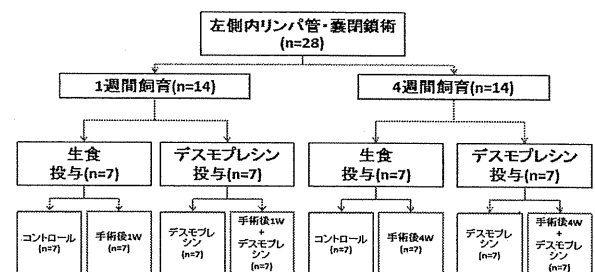 左側内リンパ管・嚢閉鎖術
(n=28)
1週間飼育(n=14)
4週間飼育(n=14)
生食
投与(n=7)
デスモプレシン
投与(n=7)
生食
投与(n=7)
デスモプレシン
投与(n=7)
コントロール
(n=7)
手術後1W
(n=7)
デスモプレ
シン
(n=7)
手術後1W
+
デスモプレ
シン
(n=7)
コントロール
(n=7)
手術後4W
(n=7)
デスモプレ
シン
(n=7)
手術後4W
+
デスモプレ
シン
(n=7)